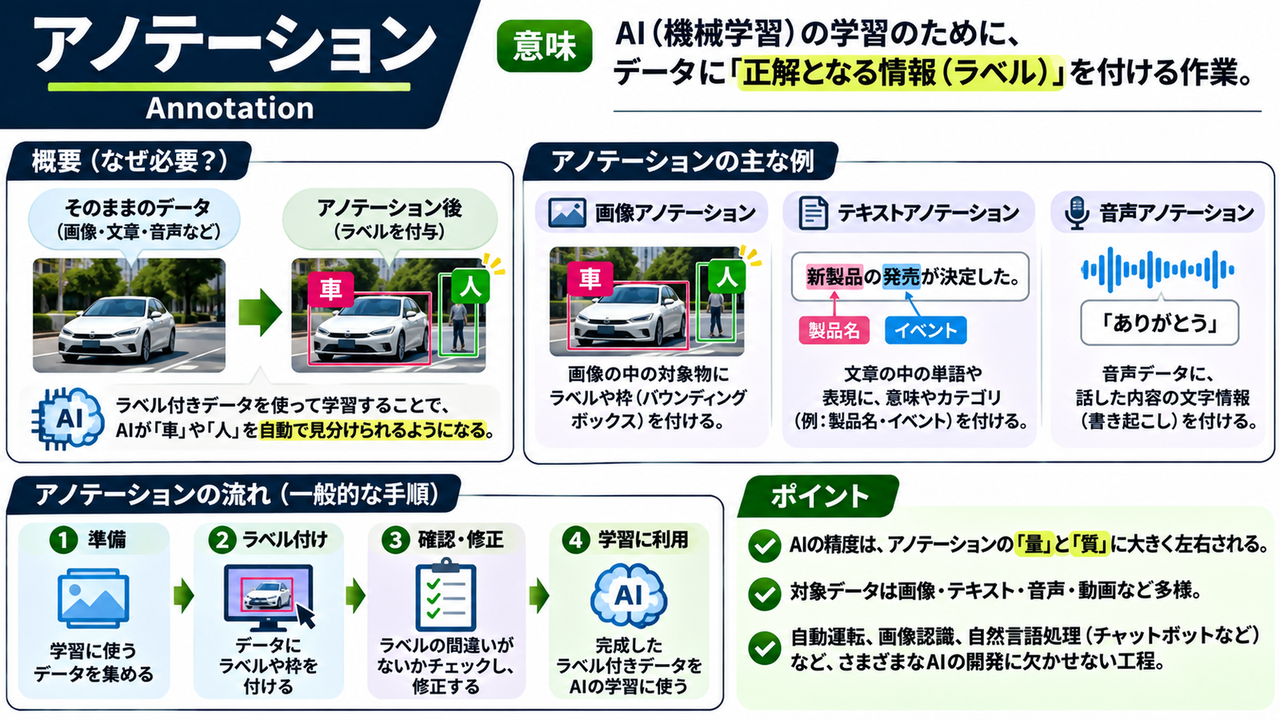 アノテーション
Annotation
意味
AI（機械学習）の学習のために、
データに「正解となる情報（ラベル）」を付ける作業。
概要（なぜ必要？）
そのままのデータ
（画像・文章・音声など）
アノテーション後
（ラベルを付与）
車
人
AI
ラベル付きデータを使って学習することで、
AIが「車」や「人」を自動で見分けられるようになる。
アノテーションの主な例
画像アノテーション
車
人
画像の中の対象物に
ラベルや枠（バウンディング
ボックス）を付ける。
テキストアノテーション
新製品の発売が決定した。
製品名
イベント
文章の中の単語や
表現に、意味やカテゴリ
（例：製品名・イベント）を付ける。
音声アノテーション
「ありがとう」
音声データに、
話した内容の文字情報
（書き起こし）を付ける。
アノテーションの流れ（一般的な手順）
1 準備
学習に使う
データを集める
2 ラベル付け
データに
ラベルや枠を
付ける
3 確認・修正
ラベルの間違いが
ないかチェックし、
修正する
4 学習に利用
AI
完成した
ラベル付きデータを
AIの学習に使う
ポイント
AIの精度は、アノテーションの「量」と「質」に大きく左右される。
対象データは画像・テキスト・音声・動画など多様。
自動運転、画像認識、自然言語処理（チャットボットなど）
など、さまざまなAIの開発に欠かせない工程。